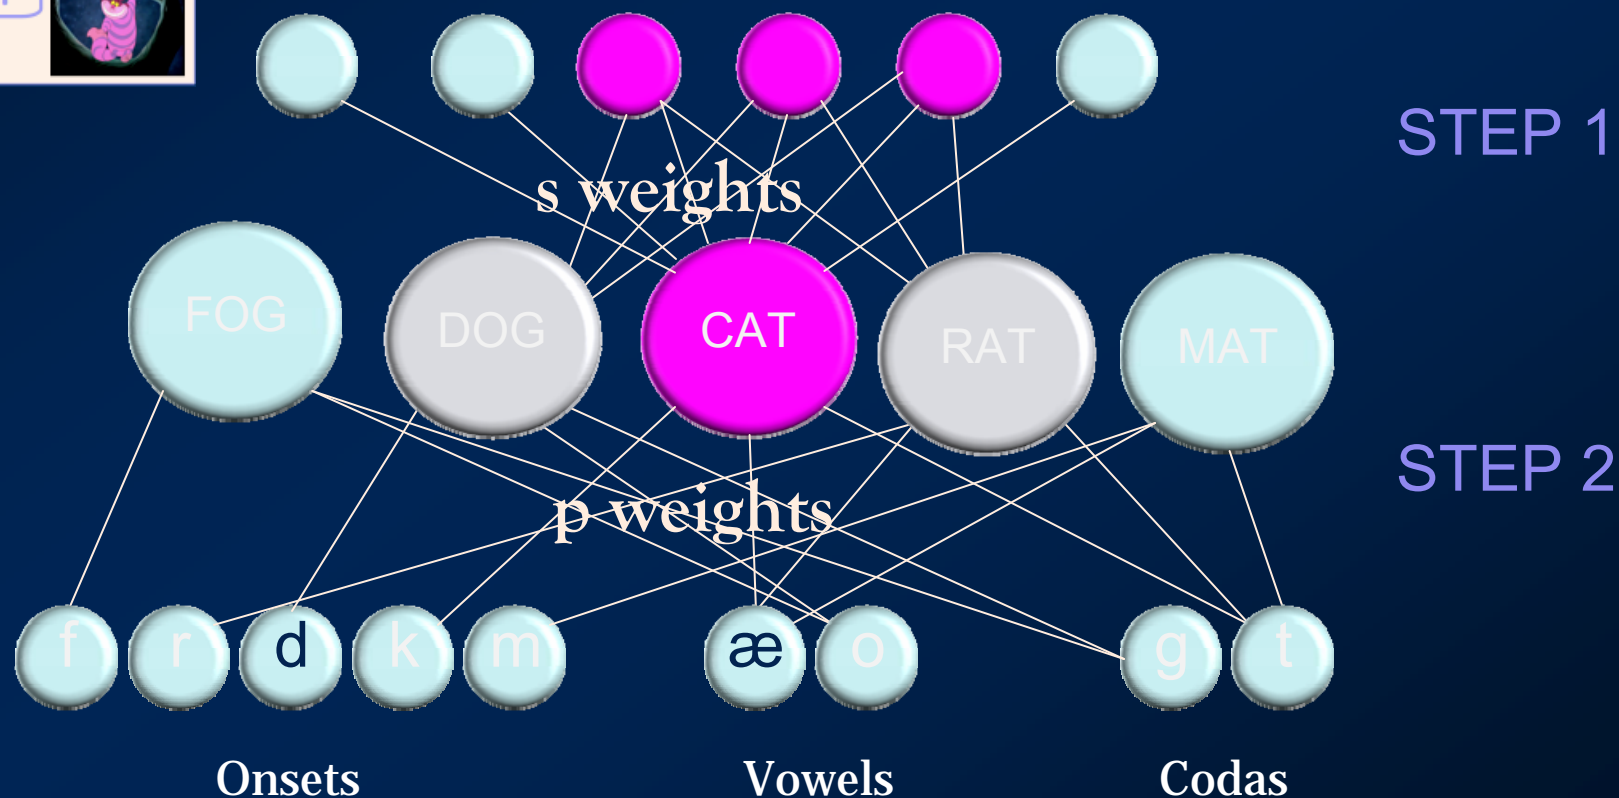 STEP 1
s weights
FOG
DOG
CAT
RAT
MAT
STEP 2
p weights
f
r
d
k
m
æ
o
g
t
Onsets
Vowels
Codas